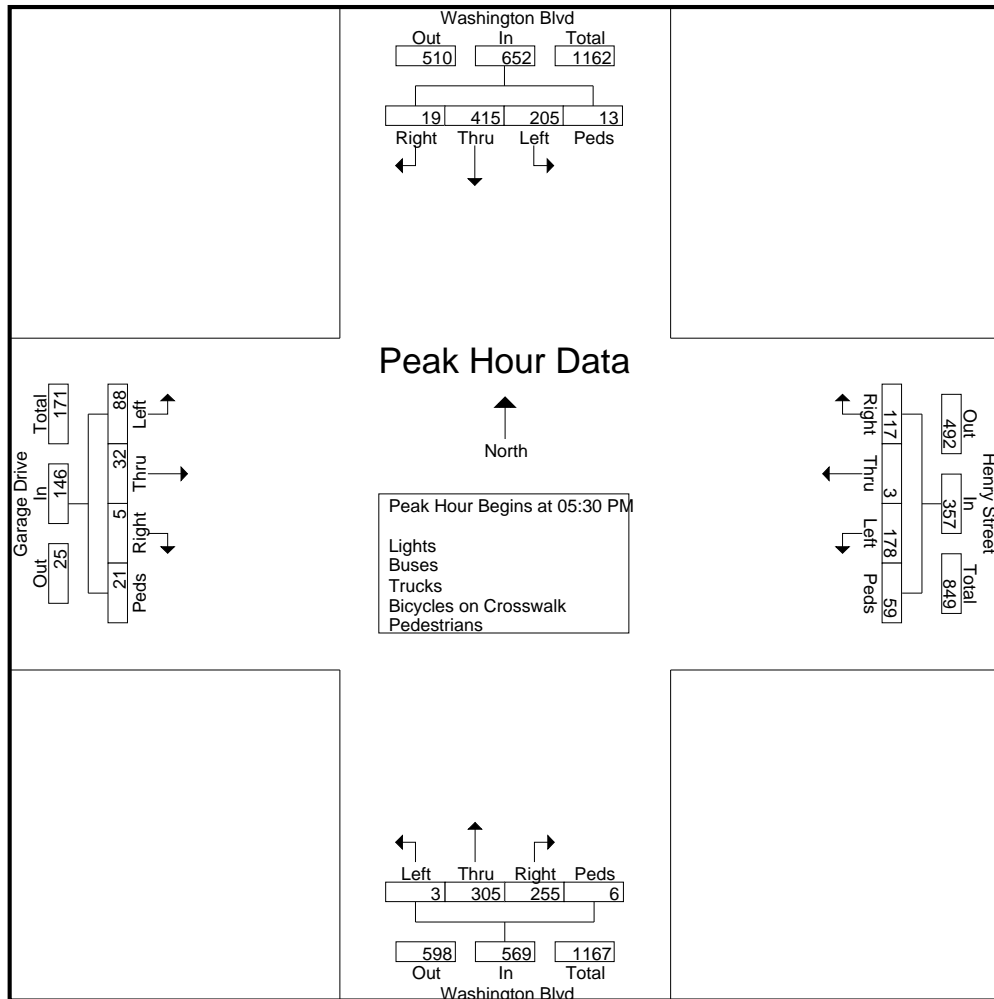 Washington Blvd
Out In Total
510 652 1162
19 415 205 13
Right Thru Left Peds
Peak Hour Data
North
Peak Hour Begins at 05:30 PM
Lights
Buses
Trucks
Bicycles on Crosswalk
Pedestrians
Garage Drive
Out In Total
25 146 171
21 5 32 88
Peds Right Thru Left
Henry Street
Out In Total
492 357 849
117 3 178 59
Right Thru Left Peds
Left Thru Right Peds
3 305 255 6
598 569 1167
Out In Total
Washington Blvd